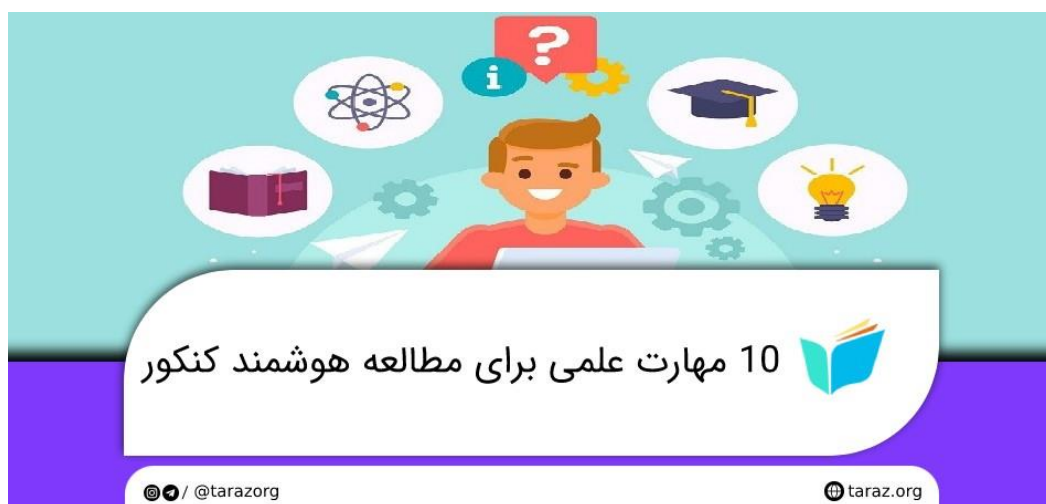 ?
i
10 مهارت علمی برای مطالعه هوشمند کنکور
/ @tarazorg
taraz.org